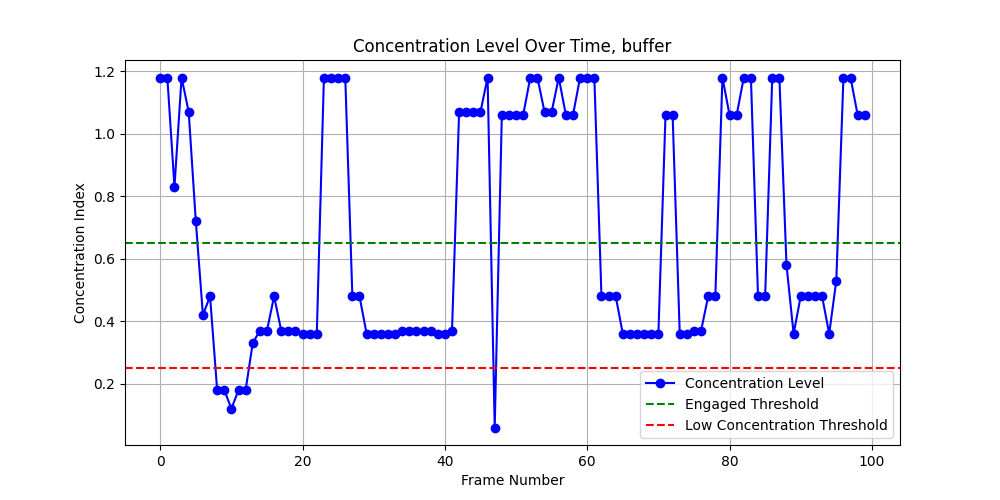 Concentration Level Over Time, buffer
Concentration Index
1.2
1.0
0.8
0.6
0.4
0.2
Concentration Level
Engaged Threshold
Low Concentration Threshold
0 20 40 60 80 100
Frame Number